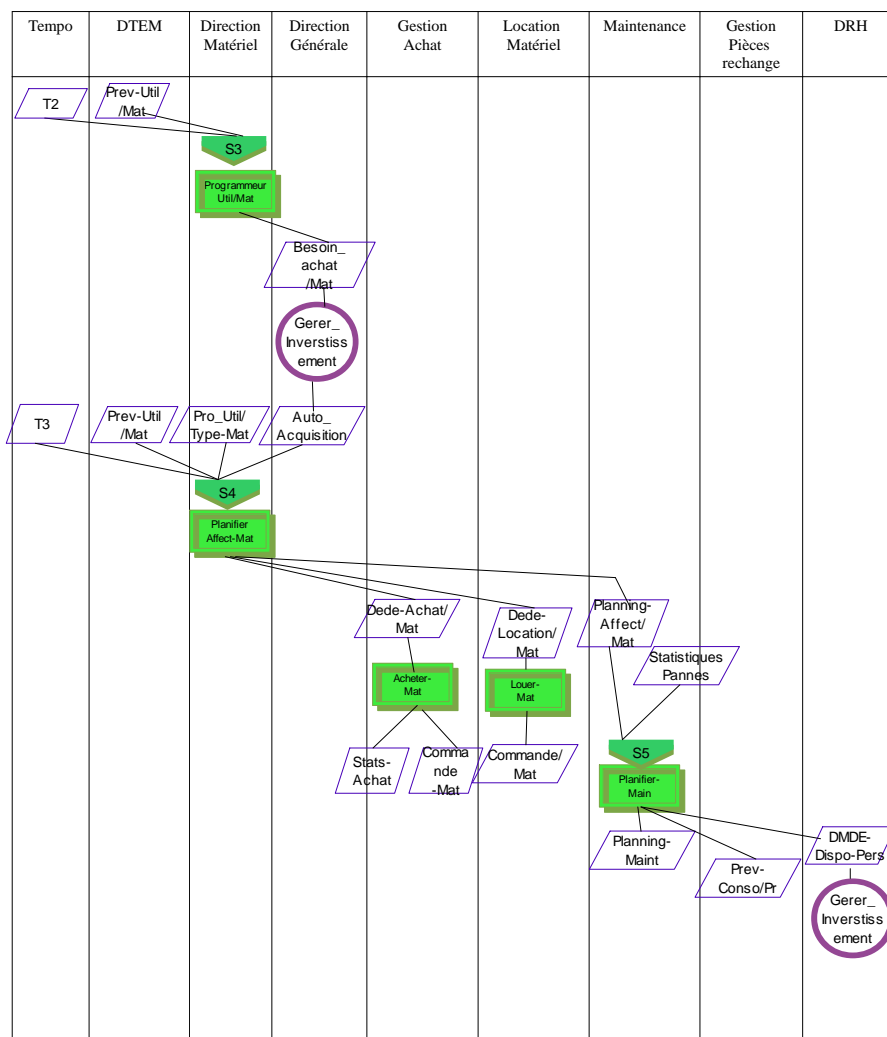 Tempo
DTEM
Direction
Matériel
Direction
Générale
Gestion
Achat
Location
Matériel
Maintenance
Gestion
Pièces
rechange
DRH
T2
Prev-Util
/Mat
S3
Programmeur
Util/Mat
Besoin_
achat
/Mat
Gerer_
Inverstiss
ement
T3
Prev-Util
/Mat
Pro_Util/
Type-Mat
Auto_
Acquisition
S4
Planifier
Affect-Mat
Dede-Achat/
Mat
Dede-
Location/
Mat
Planning-
Affect/
Mat
Statistiques
Pannes
Acheter-
Mat
Louer-
Mat
Stats-
Achat
Comma
nde
-Mat
Commande/
Mat
S5
Planifier-
Main
Planning-
Maint
Prev-
Conso/Pr
DMDE-
Dispo-Pers
Gerer_
Inverstiss
ement